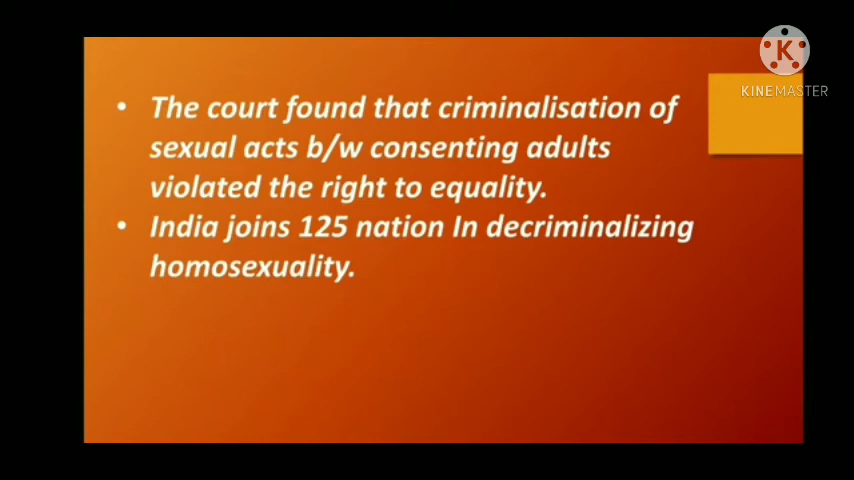 K
KINEMASTER
• The court found that criminalisation of
sexual acts b/w consenting adults
violated the right to equality.
• India joins 125 nation In decriminalizing
homosexuality.